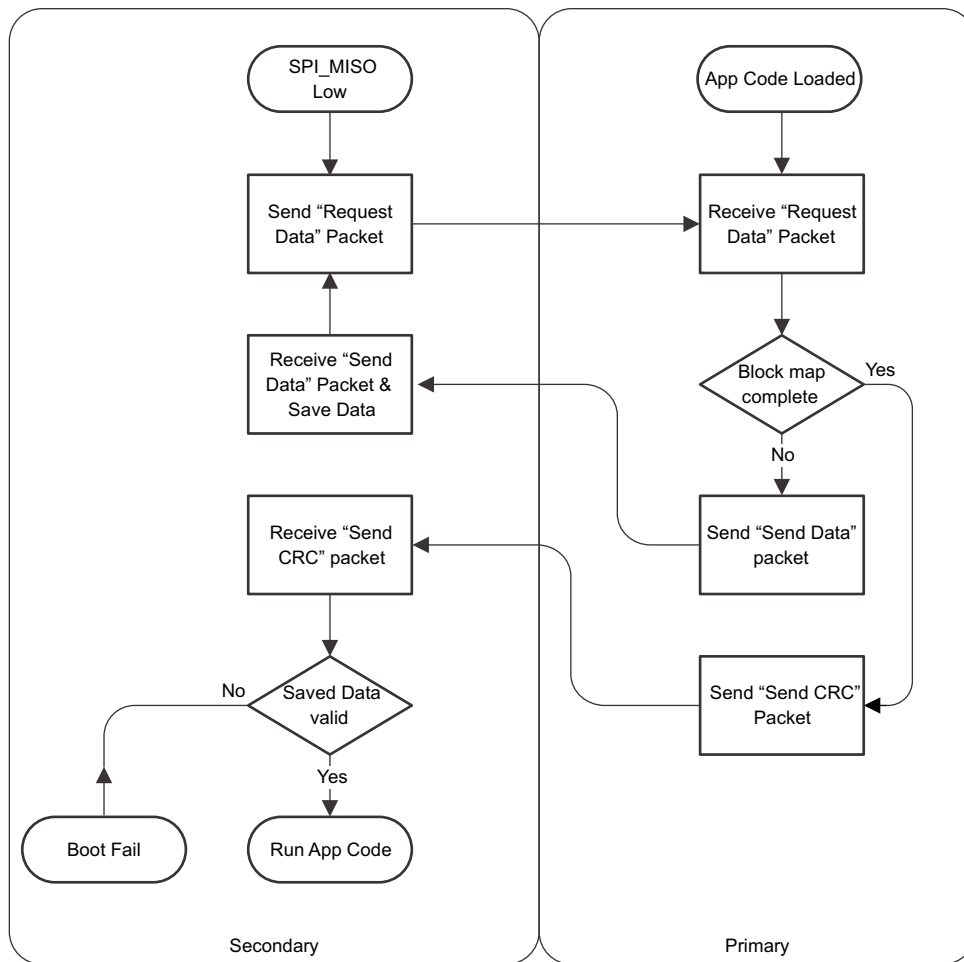 SPI_MISO
Low
App Code Loaded
Send “Request
Data” Packet
Receive “Request
Data” Packet
Receive “Send
Data” Packet &
Save Data
Block map
complete
Yes
No
Receive “Send
CRC” packet
Send “Send Data”
packet
No
Saved Data
valid
Send “Send CRC”
Packet
Yes
Boot Fail
Run App Code
Secondary
Primary